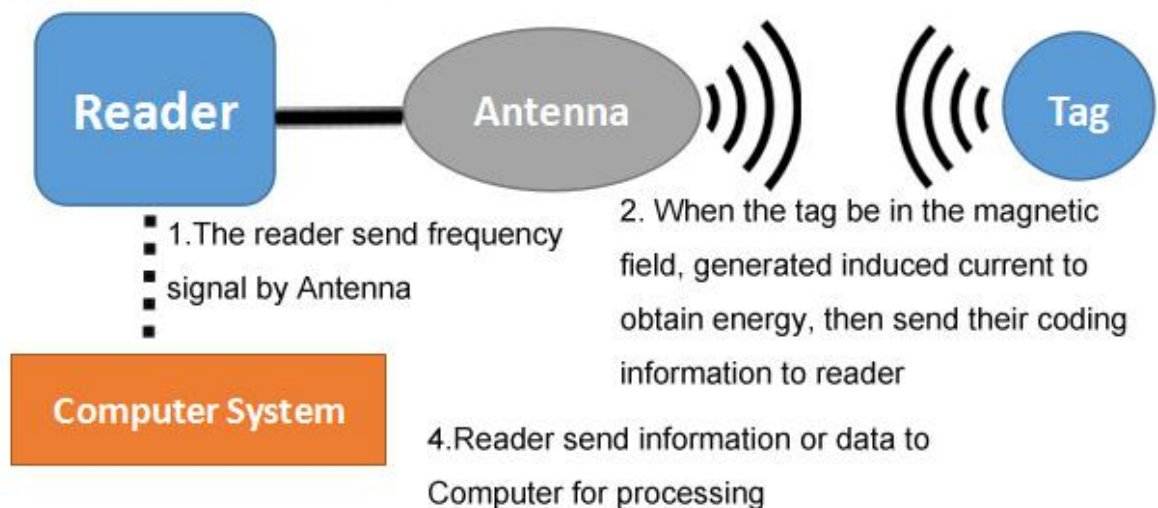 Reader
Antenna
Tag
1.The reader send frequency
signal by Antenna
2. When the tag be in the magnetic
field, generated induced current to
obtain energy, then send their coding
information to reader
Computer System
4.Reader send information or data to
Computer for processing